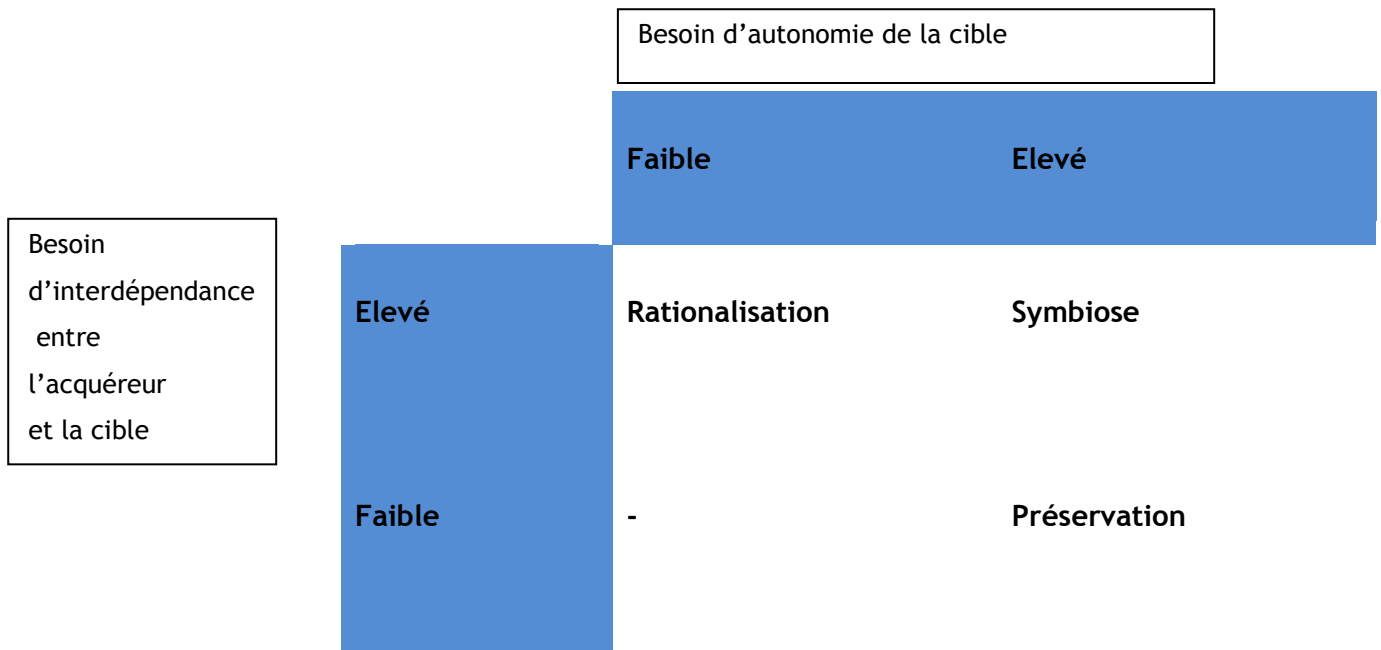 Besoin d’autonomie de la cible
Faible Elevé
Besoin
d’interdépendance
entre
l’acquéreur
et la cible
Elevé Rationalisation Symbiose
Faible - Préservation